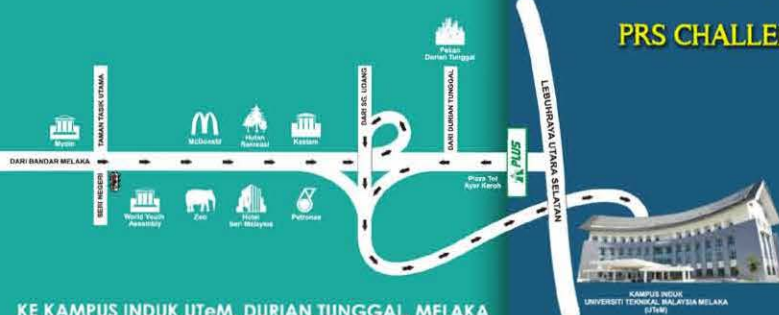 PRS CHALLE
Pekan
Durian Tunggal
TAMAN TASIK UTAMA
DARI SG. UDANG
DARI DURIAN TUNGGAL
LEBUHRAYA UTARA SELATAN
Mydin
McDonald
Hutan
Rekreasi
Kastam
DARI BANDAR MELAKA
PLUS
Plaza Tol
Ayer Keroh
SERI NEGERI
World Youth
Assembly
Zoo
Hotel
Seri Malaysia
Petronas
KAMPUS INDUK
UNIVERSITI TEKNIKAL MALAYSIA MELAKA
(UTeM)
KE KAMPUS INDUK UTeM, DURIAN TUNGGAL, MELAKA